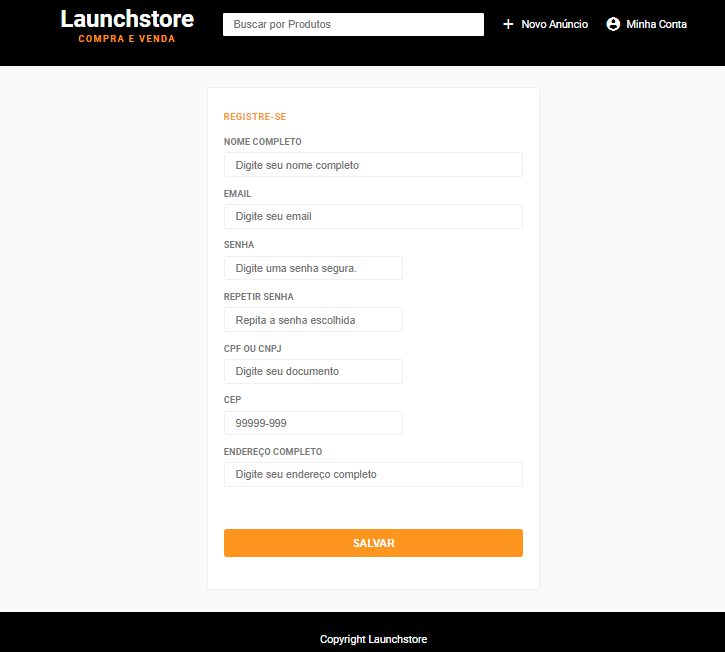 Launchstore
COMPRA E VENDA
Buscar por Produtos
Novo Anúncio
Minha Conta
REGISTRE-SE
NOME COMPLETO
Digite seu nome completo
EMAIL
Digite seu email
SENHA
Digite uma senha segura.
REPETIR SENHA
Repita a senha escolhida
CPF OU CNPJ
Digite seu documento
CEP
99999-999
ENDEREÇO COMPLETO
Digite seu endereço completo
SALVAR
Copyright Launchstore